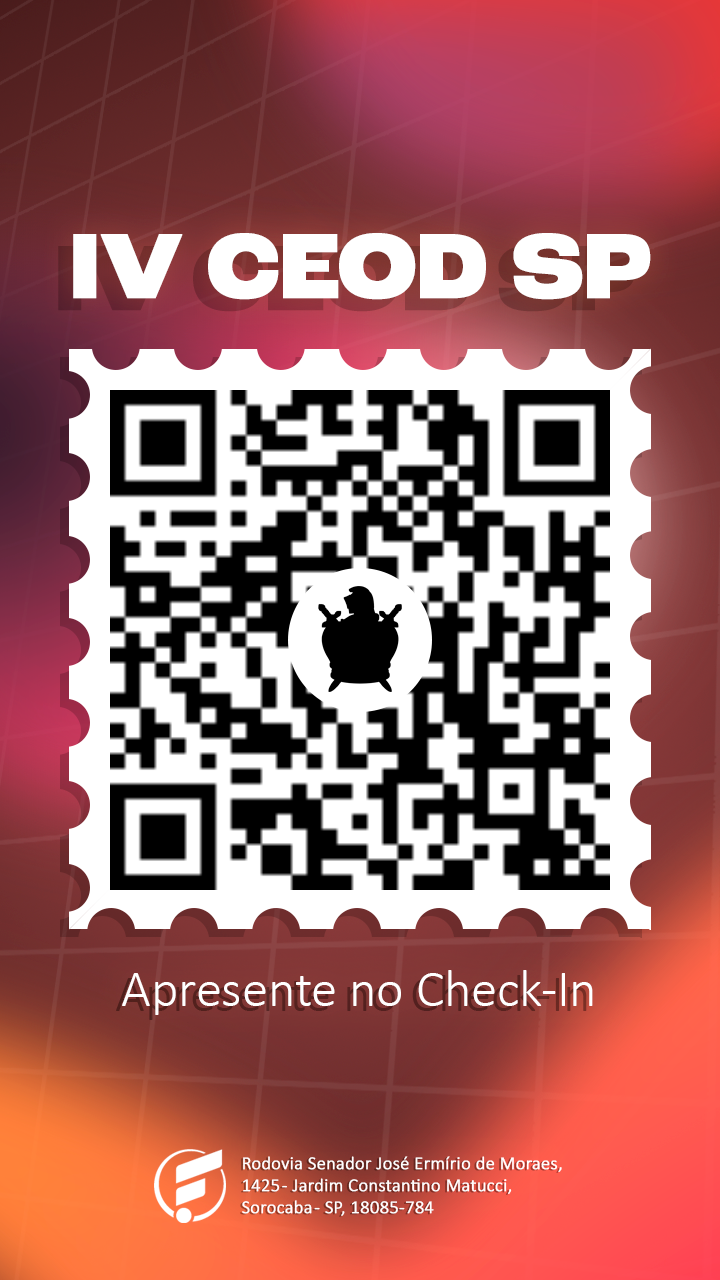 IV CEOD SP
Apresente no Check-In
Rodovia Senador José Ermírio de Moraes,
1425- Jardim Constantino Matucci,
Sorocaba- SP, 18085-784